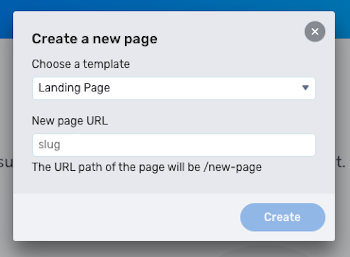 Create a new page
Choose a template
Landing Page
New page URL
slug
su
t.
The URL path of the page will be /new-page
Create